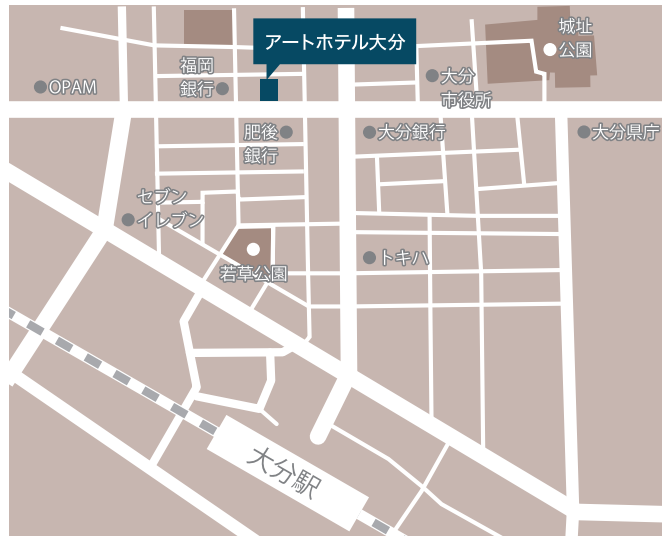 アートホテル大分
城址
公園
福岡
銀行
OPAM
大分
市役所
肥後
銀行
大分銀行
大分県庁
セブン
イレブン
トキハ
若草公園
大分駅